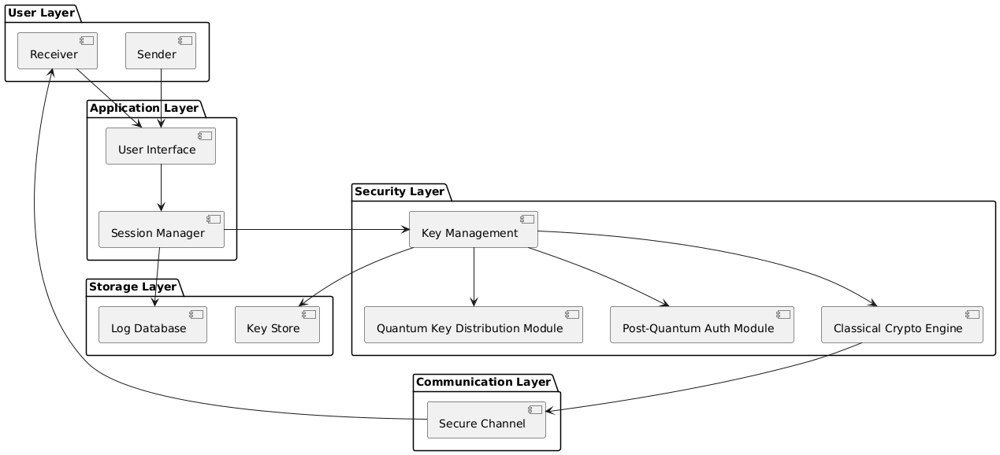 User Layer
Receiver
Sender
Application Layer
User Interface
Security Layer
Session Manager
Key Management
Storage Layer
Log Database
Key Store
Quantum Key Distribution Module
Post-Quantum Auth Module
Classical Crypto Engine
Communication Layer
Secure Channel